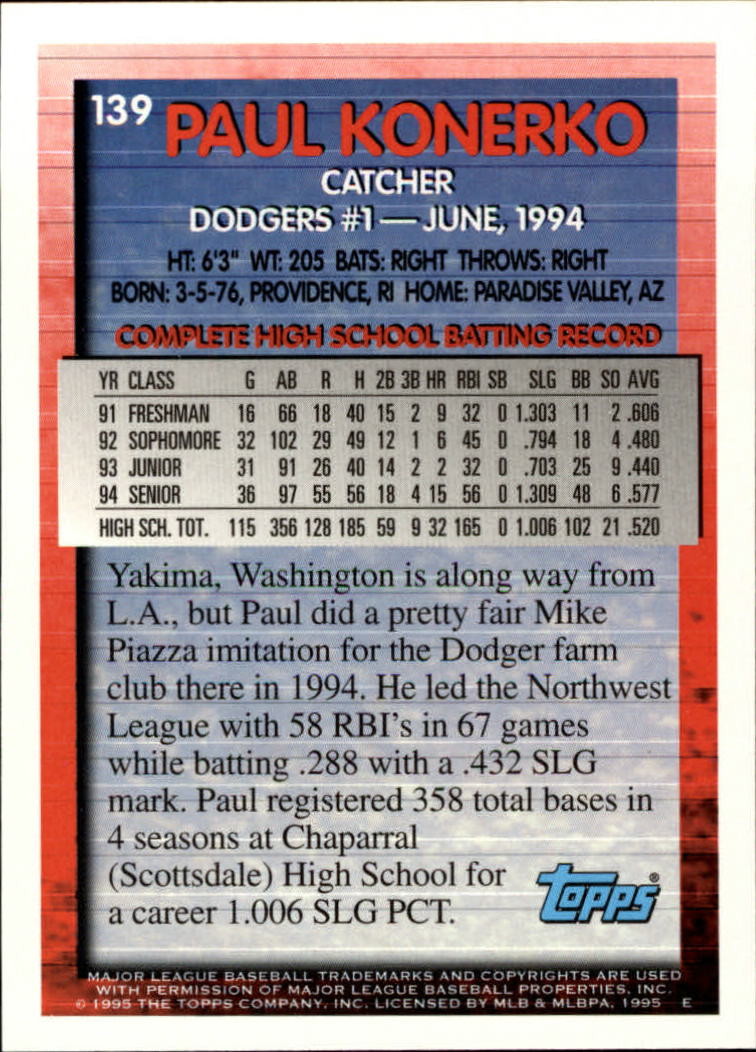 139
PAUL KONERKO
CATCHER
DODGERS #1 — JUNE, 1994
HT: 6'3" WT: 205 BATS: RIGHT THROWS: RIGHT
BORN: 3-5-76, PROVIDENCE, RI HOME: PARADISE VALLEY, AZ
COMPLETE HIGH SCHOOL BATTING RECORD
YR CLASS G AB R H 2B 3B HR RBI SB SLG BB SO AVG
91 FRESHMAN 16 66 18 40 15 2 9 32 0 1.303 11 2 .606
92 SOPHOMORE 32 102 29 49 12 1 6 45 0 .794 18 4 .480
93 JUNIOR 31 91 26 40 14 2 2 32 0 .703 25 9 .440
94 SENIOR 36 97 55 56 18 4 15 56 0 1.309 48 6 .577
HIGH SCH. TOT. 115 356 128 185 59 9 32 165 0 1.006 102 21 .520
Yakima, Washington is along way from
L.A., but Paul did a pretty fair Mike
Piazza imitation for the Dodger farm
club there in 1994. He led the Northwest
League with 58 RBI's in 67 games
while batting .288 with a .432 SLG
mark. Paul registered 358 total bases in
4 seasons at Chaparral
(Scottsdale) High School for
a career 1.006 SLG PCT.
Topps®
MAJOR LEAGUE BASEBALL TRADEMARKS AND COPYRIGHTS ARE USED
WITH PERMISSION OF MAJOR LEAGUE BASEBALL PROPERTIES, INC.
© 1995 THE TOPPS COMPANY, INC. LICENSED BY MLB & MLBPA, 1995 E